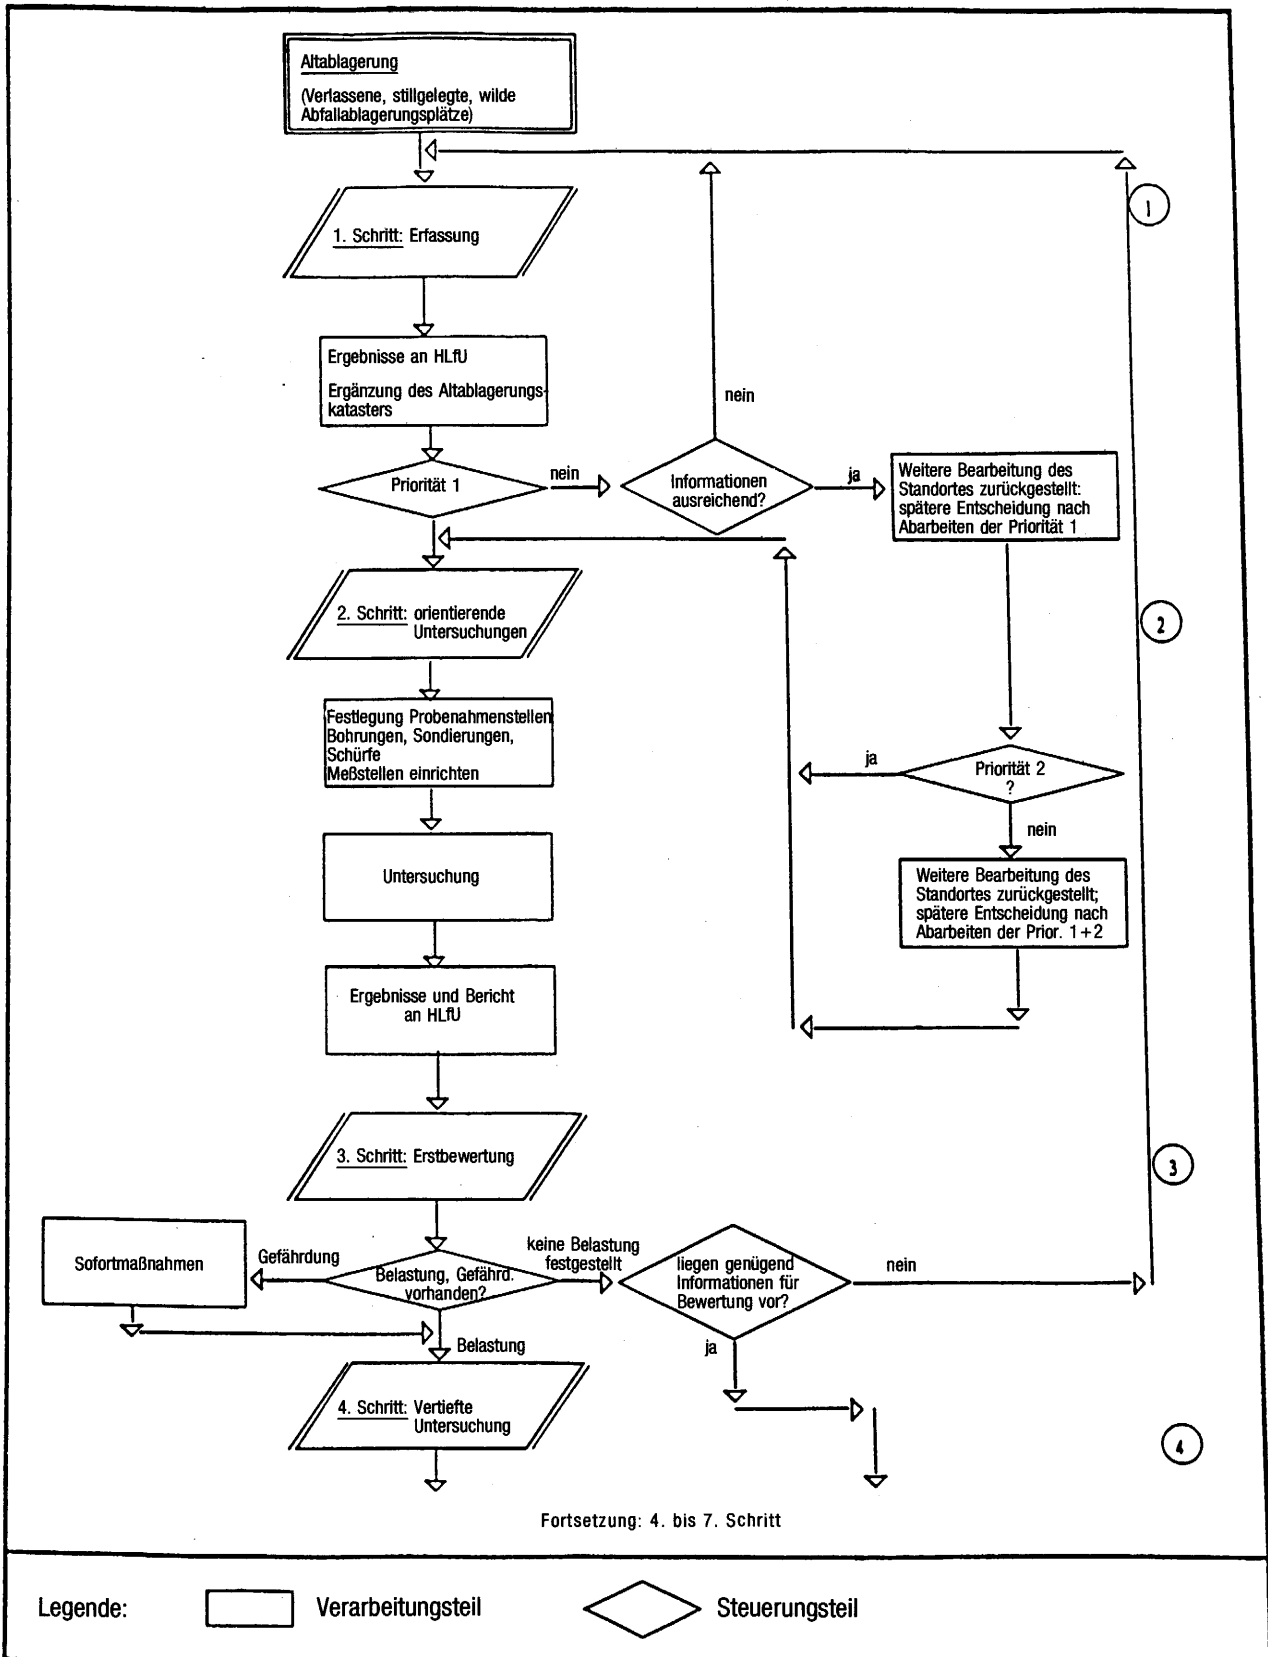 Altablagerung
(Verlassene, stillgelegte, wilde
Abfallablagerungsplätze)
1
1. Schritt: Erfassung
Ergebnisse an HLfU
Ergänzung des Altablagerungs-
katasters
nein
Priorität 1
nein
Informationen
ausreichend?
ja
Weitere Bearbeitung des
Standortes zurückgestellt:
spätere Entscheidung nach
Abarbeiten der Priorität 1
2. Schritt: orientierende
Untersuchungen
2
Festlegung Probenahmenstellen
Bohrungen, Sondierungen,
Schürfe
Meßstellen einrichten
ja
Priorität 2
?
nein
Untersuchung
Weitere Bearbeitung des
Standortes zurückgestellt;
spätere Entscheidung nach
Abarbeiten der Prior. 1+2
Ergebnisse und Bericht
an HLfU
3. Schritt: Erstbewertung
3
Sofortmaßnahmen
Gefährdung
Belastung, Gefährd.
vorhanden?
keine Belastung
festgestellt
liegen genügend
Informationen für
Bewertung vor?
nein
Belastung
ja
4. Schritt: Vertiefte
Untersuchung
4
Fortsetzung: 4. bis 7. Schritt
Legende:
Verarbeitungsteil
Steuerungsteil